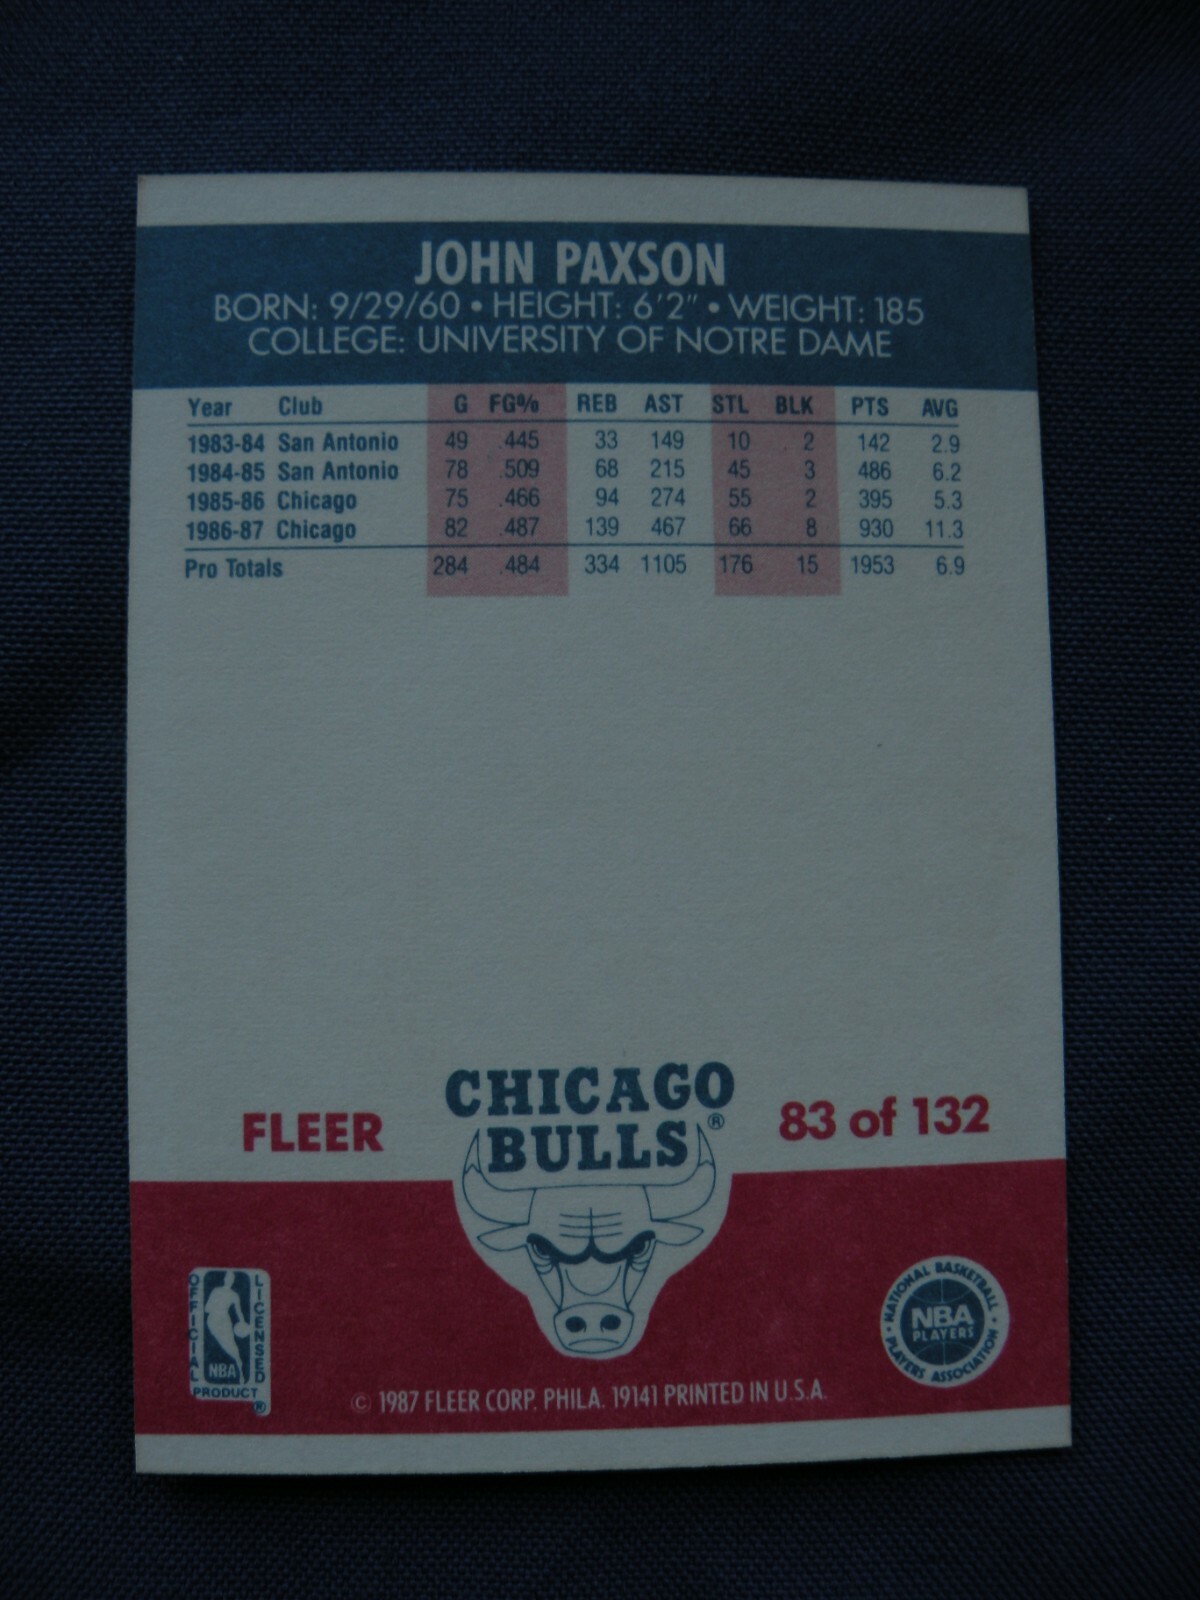 JOHN PAXSON
BORN: 9/29/60 • HEIGHT: 6'2" • WEIGHT: 185
COLLEGE: UNIVERSITY OF NOTRE DAME
Year Club G FG% REB AST STL BLK PTS AVG
1983-84 San Antonio 49 .445 33 149 10 2 142 2.9
1984-85 San Antonio 78 .509 68 215 45 3 486 6.2
1985-86 Chicago 75 .466 94 274 55 2 395 5.3
1986-87 Chicago 82 .487 139 467 66 8 930 11.3
Pro Totals 284 .484 334 1105 176 15 1953 6.9
CHICAGO
BULLS®
FLEER
83 of 132
OFFICIAL LICENSED
NBA
PRODUCT ®
• NATIONAL BASKETBALL •
NBA
PLAYERS
PLAYERS ASSOCIATION
© 1987 FLEER CORP. PHILA. 19141 PRINTED IN U.S.A.